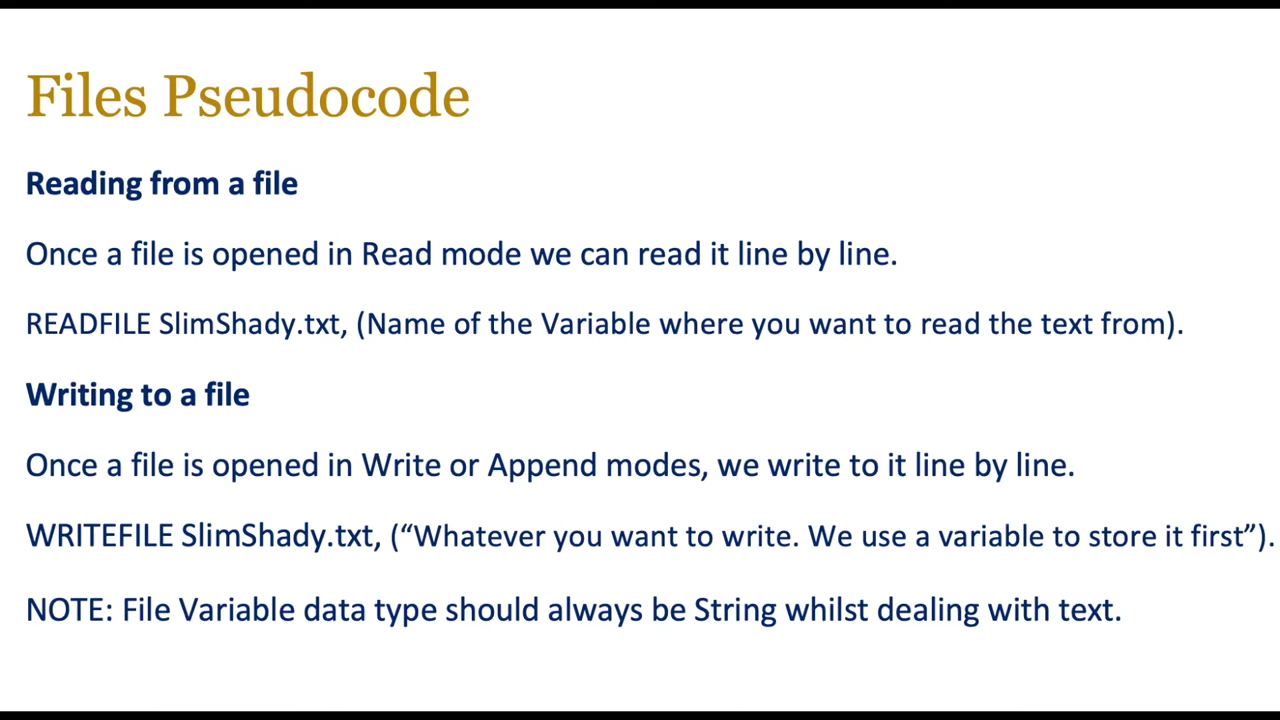 Files Pseudocode
Reading from a file
Once a file is opened in Read mode we can read it line by line.
READFILE SlimShady.txt, (Name of the Variable where you want to read the text from).
Writing to a file
Once a file is opened in Write or Append modes, we write to it line by line.
WRITEFILE SlimShady.txt, (“Whatever you want to write. We use a variable to store it first”).
NOTE: File Variable data type should always be String whilst dealing with text.